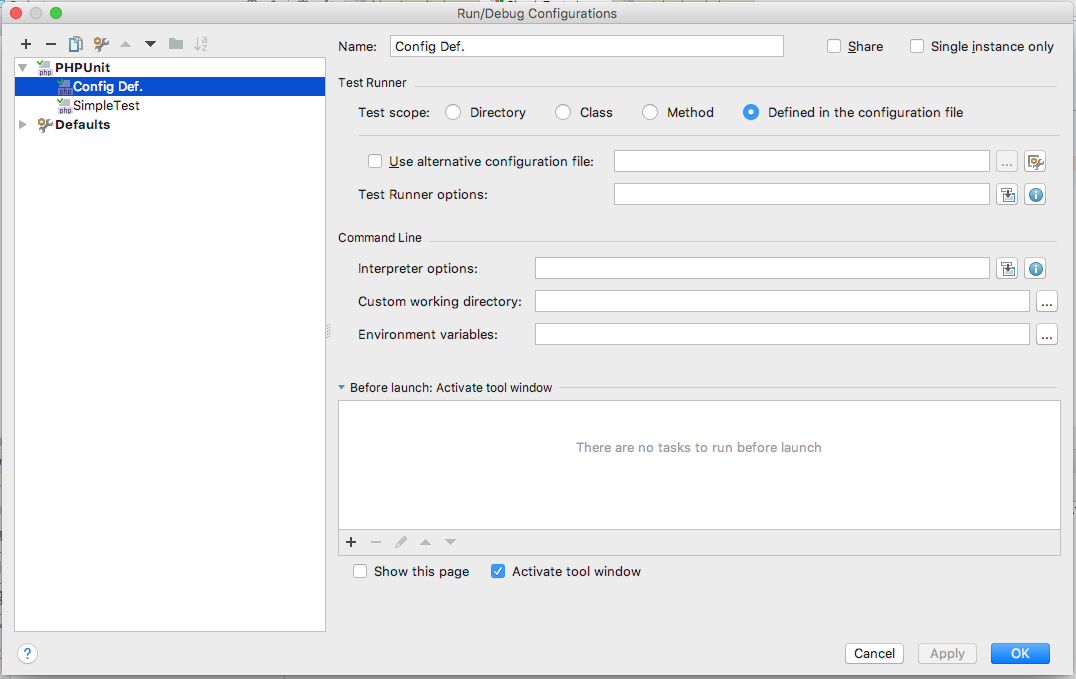 Run/Debug Configurations
PHPUnit
Config Def.
SimpleTest
Defaults
Name: Config Def. Share Single instance only
Test Runner
Test scope: Directory Class Method Defined in the configuration file
Use alternative configuration file: ...
Test Runner options:
Command Line
Interpreter options:
Custom working directory: ...
Environment variables: ...
Before launch: Activate tool window
There are no tasks to run before launch
Show this page Activate tool window
? Cancel Apply OK